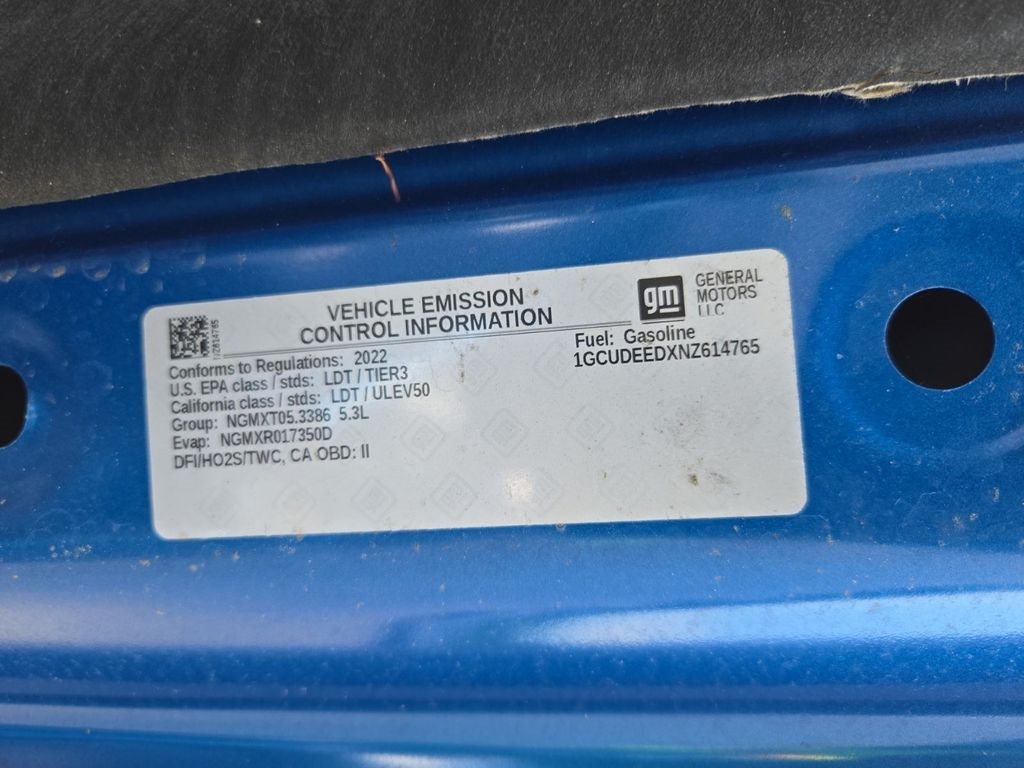 VEHICLE EMISSION
CONTROL INFORMATION
gm
GENERAL
MOTORS
LLC
NZ614765
Fuel: Gasoline
1GCUDEEDXNZ614765
Conforms to Regulations: 2022
U.S. EPA class / stds: LDT / TIER3
California class / stds: LDT / ULEV50
Group: NGMXT05.3386 5.3L
Evap: NGMXR017350D
DFI/HO2S/TWC, CA OBD: II